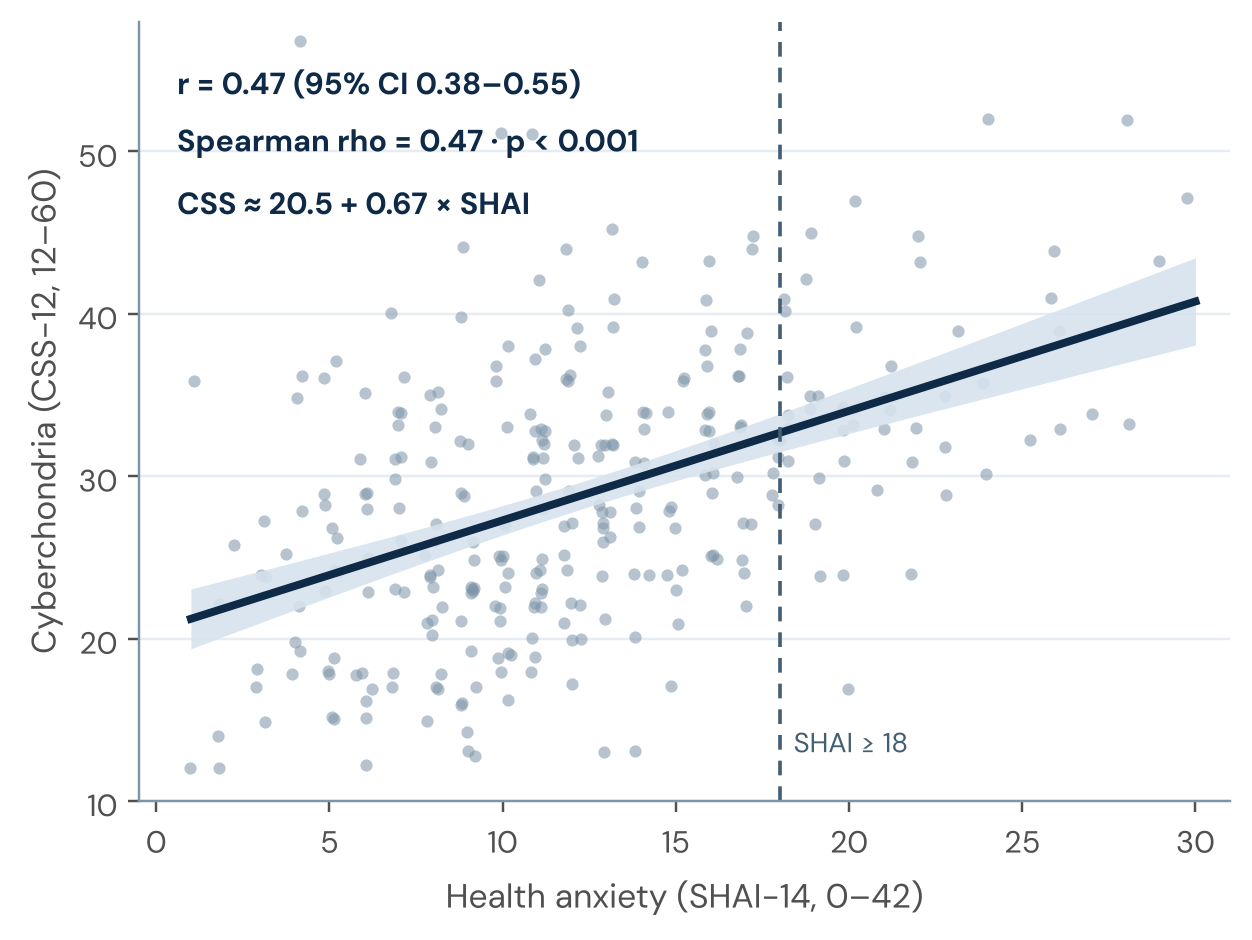 r = 0.47 (95% CI 0.38–0.55)
Spearman rho = 0.47 · p < 0.001
CSS ≈ 20.5 + 0.67 × SHAI
50
40
30
20
10
Cyberchondria (CSS-12, 12–60)
SHAI ≥ 18
0 5 10 15 20 25 30
Health anxiety (SHAI-14, 0–42)